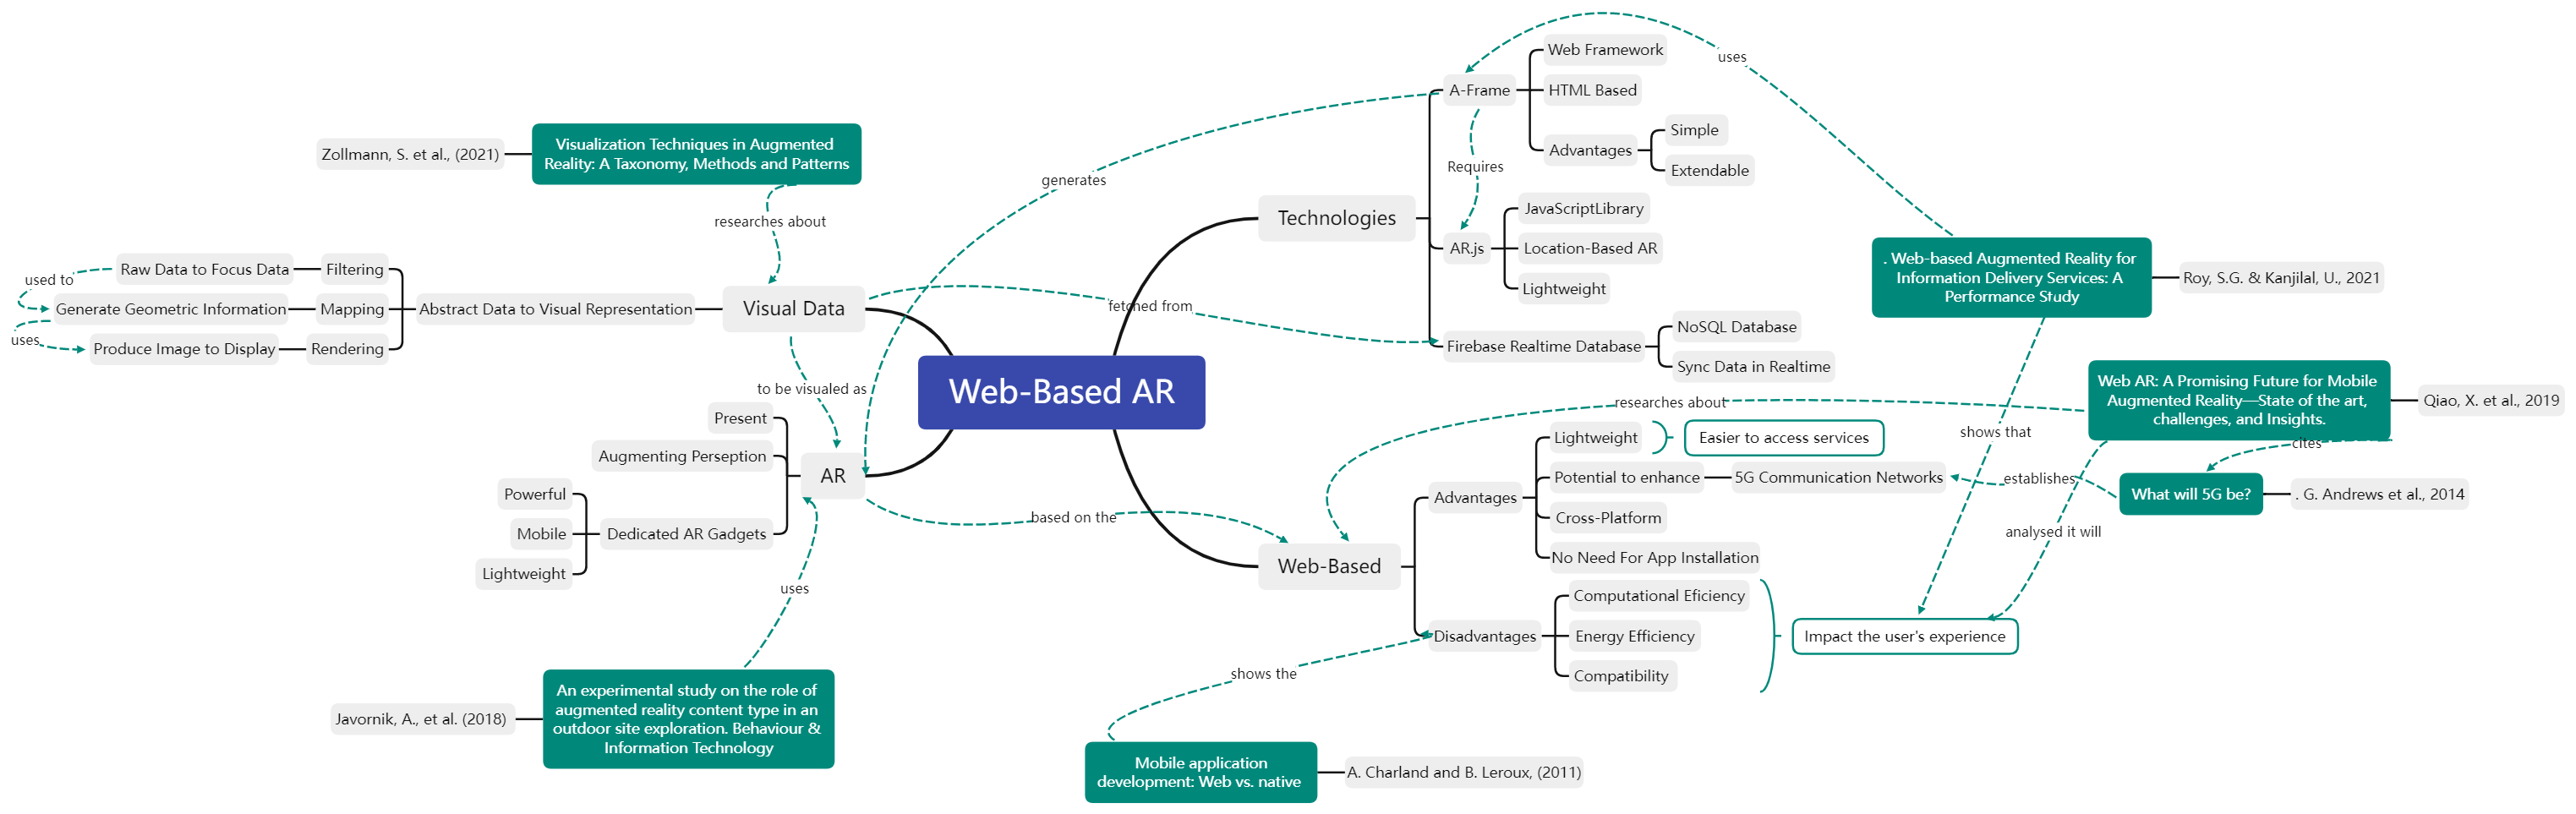 Web-Based AR
Technologies
A-Frame
Web Framework
HTML Based
Advantages
Simple
Extendable
Requires
AR.js
JavaScriptLibrary
Location-Based AR
Lightweight
Firebase Realtime Database
NoSQL Database
Sync Data in Realtime
uses
. Web-based Augmented Reality for
Information Delivery Services: A
Performance Study
Roy, S.G. & Kanjilal, U., 2021
shows that
Web AR: A Promising Future for Mobile
Augmented Reality—State of the art,
challenges, and Insights.
Qiao, X. et al., 2019
cites
What will 5G be?
. G. Andrews et al., 2014
establishes
analysed it will
researches about
Web-Based
Advantages
Lightweight
Easier to access services
Potential to enhance
5G Communication Networks
Cross-Platform
No Need For App Installation
Disadvantages
Computational Eficiency
Energy Efficiency
Compatibility
Impact the user's experience
shows the
Mobile application
development: Web vs. native
A. Charland and B. Leroux, (2011)
generates
fetched from
based on the
Visualization Techniques in Augmented
Reality: A Taxonomy, Methods and Patterns
Zollmann, S. et al., (2021)
researches about
Visual Data
Abstract Data to Visual Representation
Filtering
Raw Data to Focus Data
used to
Mapping
Generate Geometric Information
uses
Rendering
Produce Image to Display
to be visualed as
AR
Present
Augmenting Perseption
Dedicated AR Gadgets
Powerful
Mobile
Lightweight
uses
An experimental study on the role of
augmented reality content type in an
outdoor site exploration. Behaviour &
Information Technology
Javornik, A., et al. (2018)